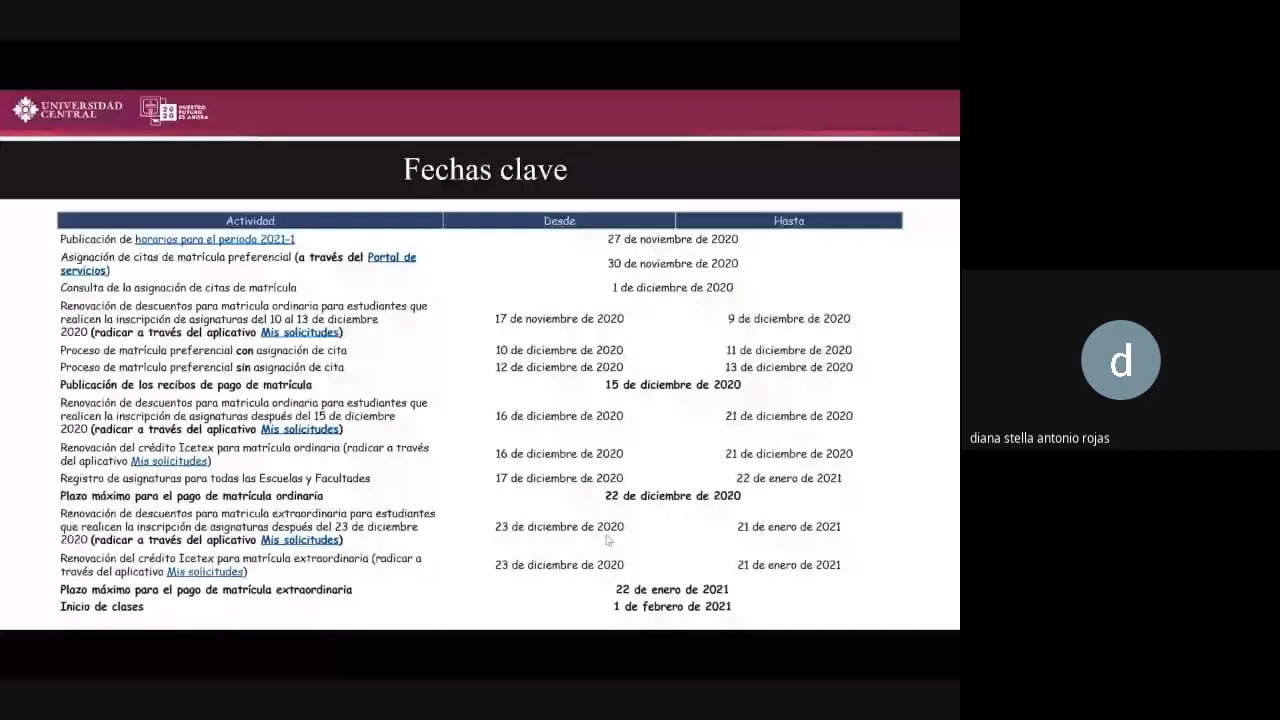 UNIVERSIDAD
CENTRAL
20
20
NUESTRO
FUTURO
ES AHORA
Fechas clave
Actividad Desde Hasta
Publicación de horarios para el periodo 2021-1 27 de noviembre de 2020
Asignación de citas de matrícula preferencial (a través del Portal de
servicios) 30 de noviembre de 2020
Consulta de la asignación de citas de matrícula 1 de diciembre de 2020
Renovación de descuentos para matricula ordinaria para estudiantes que
realicen la inscripción de asignaturas del 10 al 13 de diciembre 17 de noviembre de 2020 9 de diciembre de 2020
2020 (radicar a través del aplicativo Mis solicitudes)
Proceso de matrícula preferencial con asignación de cita 10 de diciembre de 2020 11 de diciembre de 2020
Proceso de matrícula preferencial sin asignación de cita 12 de diciembre de 2020 13 de diciembre de 2020
Publicación de los recibos de pago de matrícula 15 de diciembre de 2020
Renovación de descuentos para matricula ordinaria para estudiantes que
realicen la inscripción de asignaturas después del 15 de diciembre 16 de diciembre de 2020 21 de diciembre de 2020
2020 (radicar a través del aplicativo Mis solicitudes)
Renovación del crédito Icetex para matrícula ordinaria (radicar a través
del aplicativo Mis solicitudes) 16 de diciembre de 2020 21 de diciembre de 2020
Registro de asignaturas para todas las Escuelas y Facultades 17 de diciembre de 2020 22 de enero de 2021
Plazo máximo para el pago de matrícula ordinaria 22 de diciembre de 2020
Renovación de descuentos para matricula extraordinaria para estudiantes
que realicen la inscripción de asignaturas después del 23 de diciembre 23 de diciembre de 2020 21 de enero de 2021
2020 (radicar a través del aplicativo Mis solicitudes)
Renovación del crédito Icetex para matrícula extraordinaria (radicar a
través del aplicativo Mis solicitudes) 23 de diciembre de 2020 21 de enero de 2021
Plazo máximo para el pago de matrícula extraordinaria 22 de enero de 2021
Inicio de clases 1 de febrero de 2021
d
diana stella antonio rojas